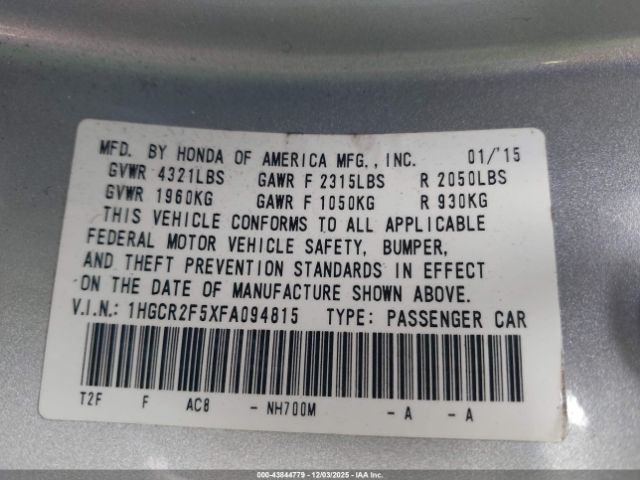 MFD. BY HONDA OF AMERICA MFG., INC. 01/'15
GVWR 4321LBS GAWR F 2315LBS R 2050LBS
GVWR 1960KG GAWR F 1050KG R 930KG
THIS VEHICLE CONFORMS TO ALL APPLICABLE
FEDERAL MOTOR VEHICLE SAFETY, BUMPER,
AND THEFT PREVENTION STANDARDS IN EFFECT
ON THE DATE OF MANUFACTURE SHOWN ABOVE.
V.I.N.: 1HGCR2F5XFA094815 TYPE: PASSENGER CAR
T2F F AC8 - NH700M - A - A
000-43844779 - 12/03/2025 - IAA Inc.